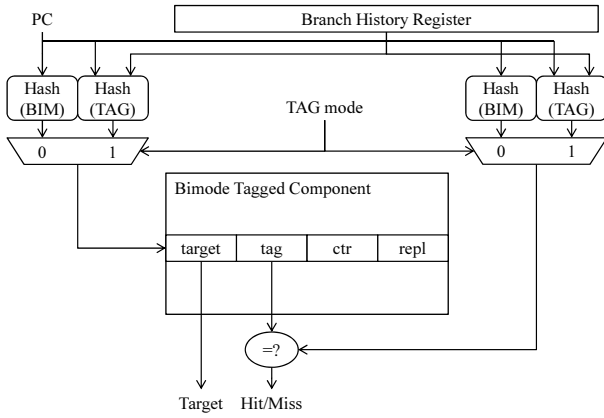 PC
Branch History Register
Hash
(BIM)
Hash
(TAG)
Hash
(BIM)
Hash
(TAG)
TAG mode
0
1
0
1
Bimode Tagged Component
target
tag
ctr
repl
=?
Target
Hit/Miss